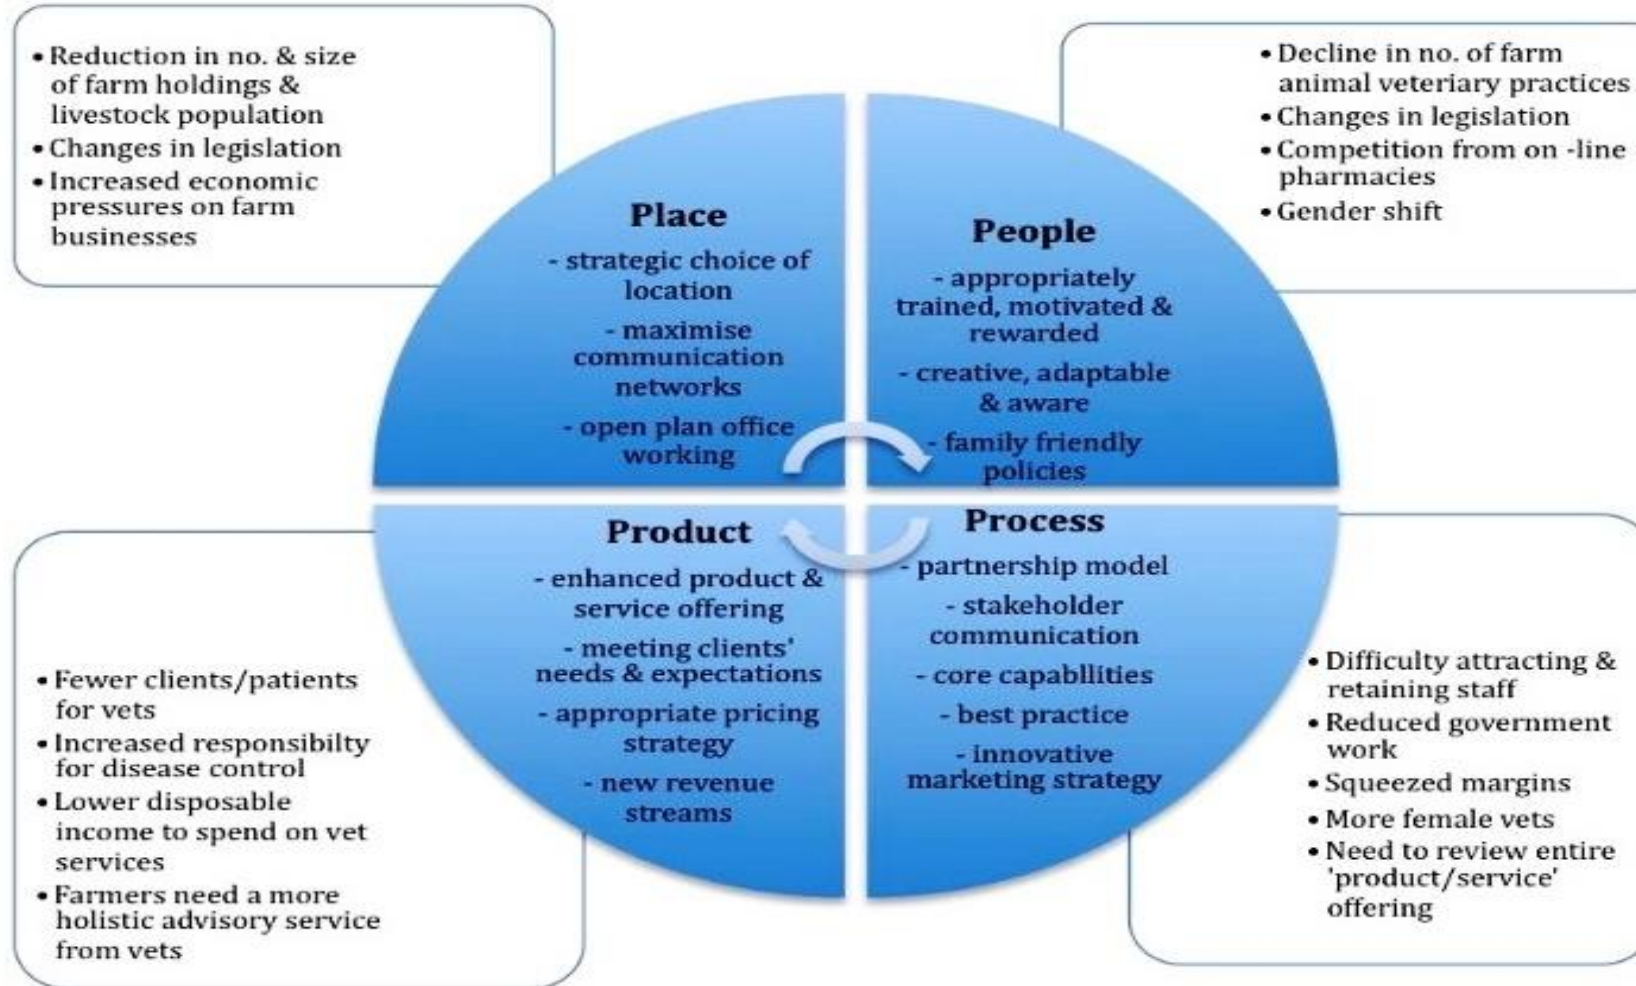 • Reduction in no. & size
of farm holdings &
livestock population
• Changes in legislation
• Increased economic
pressures on farm
businesses
• Decline in no. of farm
animal veteriary practices
• Changes in legislation
• Competition from on -line
pharmacies
• Gender shift
Place
- strategic choice of
location
- maximise
communication
networks
- open plan office
working
People
- appropriately
trained, motivated &
rewarded
- creative, adaptable
& aware
- family friendly
policies
Product
- enhanced product &
service offering
- meeting clients'
needs & expectations
- appropriate pricing
strategy
- new revenue
streams
Process
- partnership model
- stakeholder
communication
- core capabllities
- best practice
- innovative
marketing strategy
• Fewer clients/patients
for vets
• Increased responsibilty
for disease control
• Lower disposable
income to spend on vet
services
• Farmers need a more
holistic advisory service
from vets
• Difficulty attracting &
retaining staff
• Reduced government
work
• Squeezed margins
• More female vets
• Need to review entire
'product/service'
offering